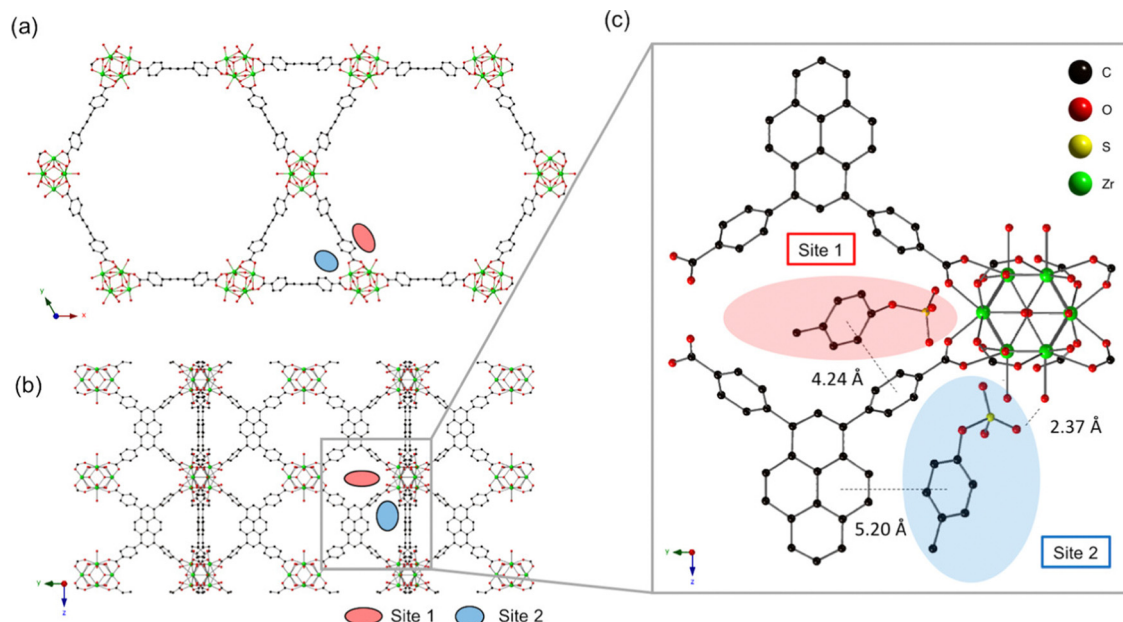 (a)
Y
X
(b)
Y
Z
Site 1
Site 2
(c)
C
O
S
Zr
Site 1
4.24 Å
2.37 Å
5.20 Å
Site 2
Y
Z